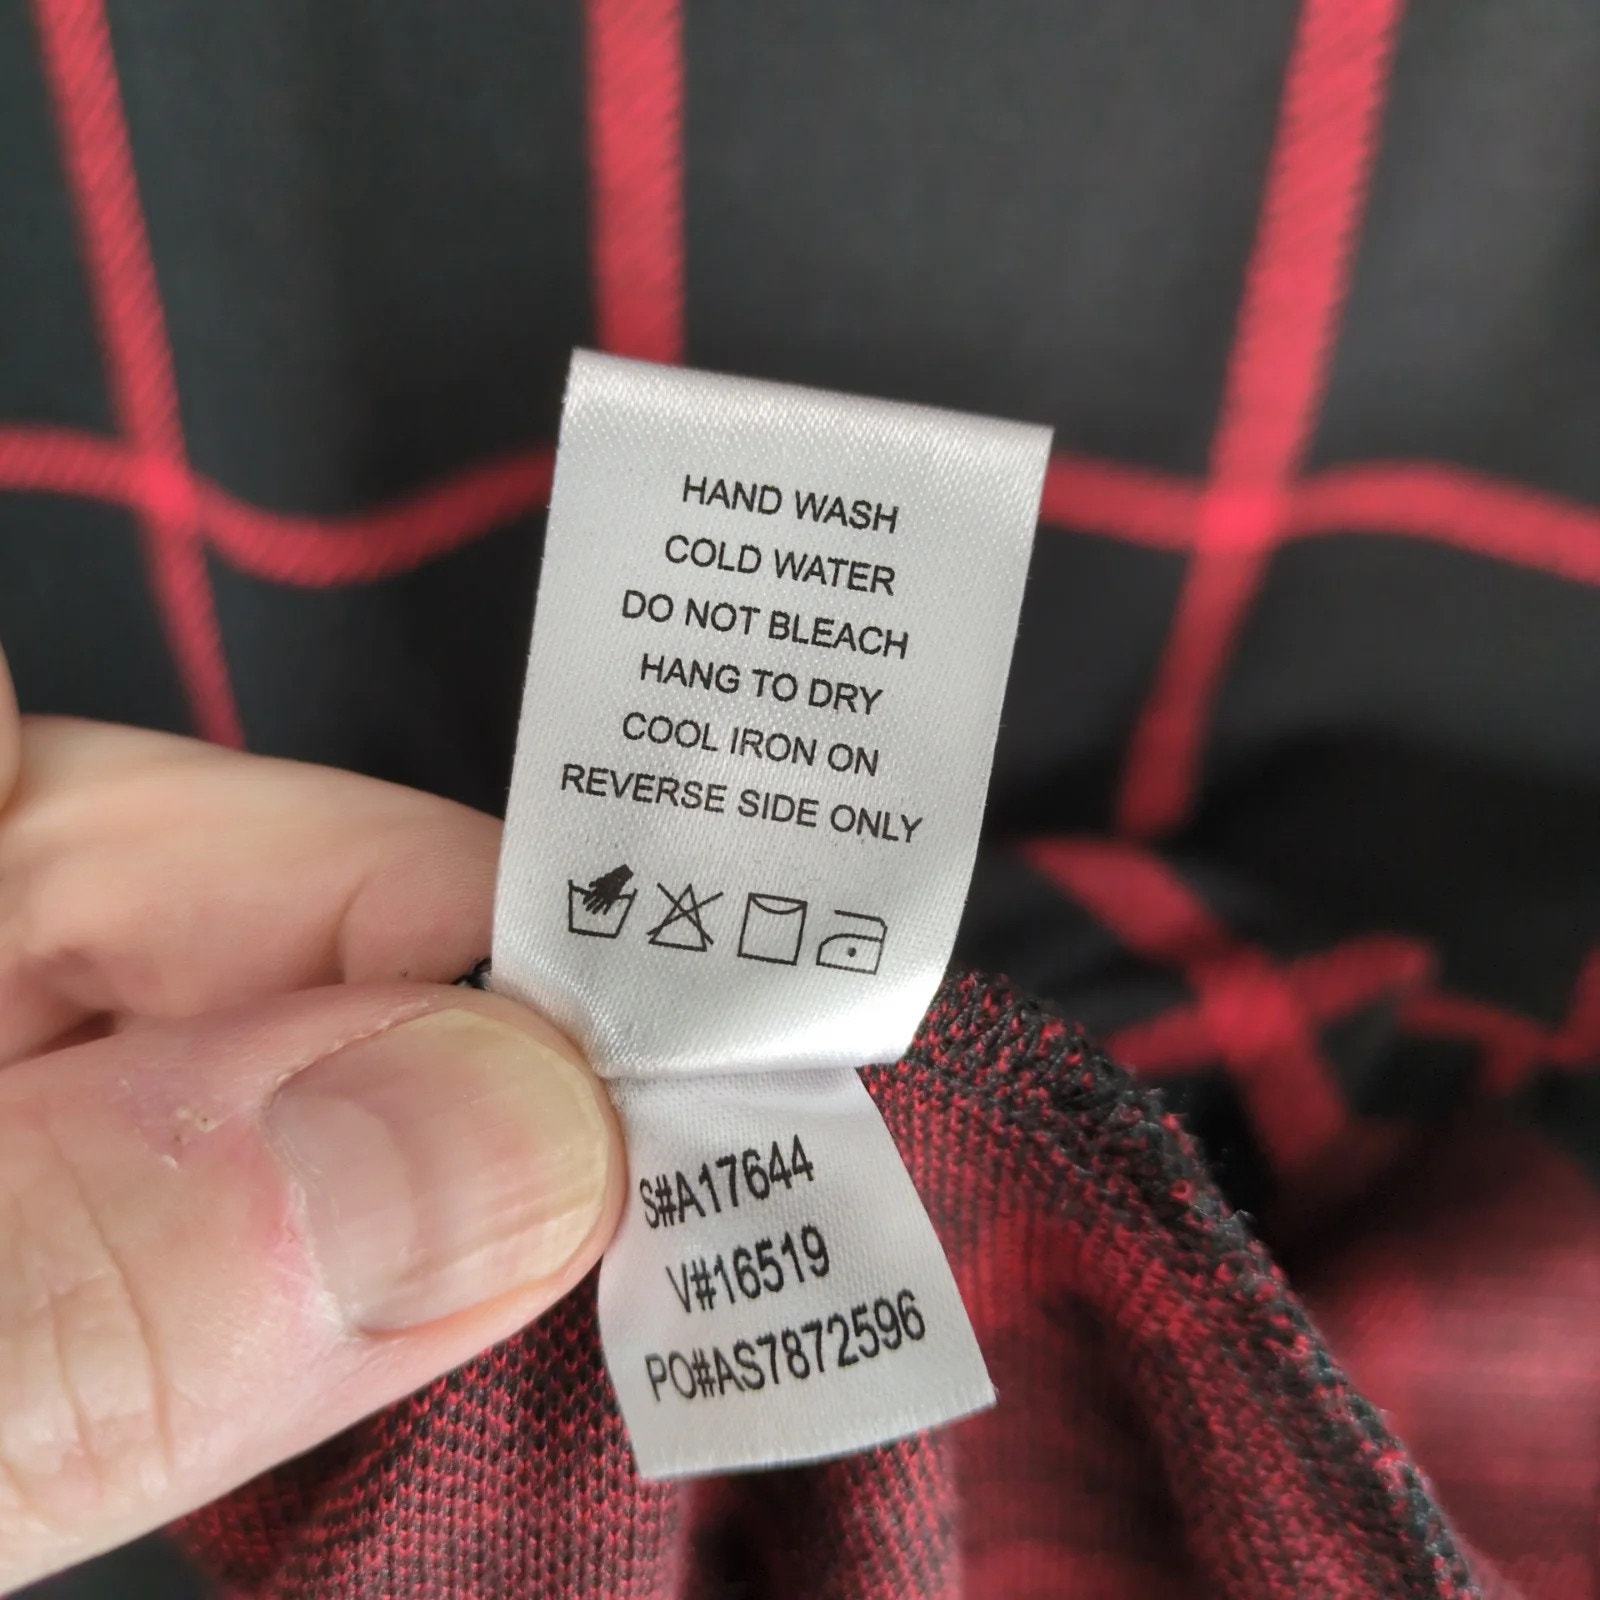 HAND WASH
COLD WATER
DO NOT BLEACH
HANG TO DRY
COOL IRON ON
REVERSE SIDE ONLY
S#A17644
V#16519
PO#AS7872596